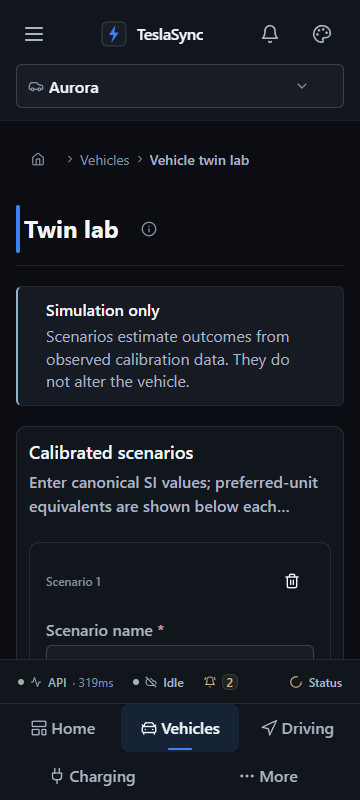 TeslaSync
Aurora
Vehicles
Vehicle twin lab
Twin lab
Simulation only
Scenarios estimate outcomes from
observed calibration data. They do
not alter the vehicle.
Calibrated scenarios
Enter canonical SI values; preferred-unit
equivalents are shown below each...
Scenario 1
Scenario name *
API · 319ms
Idle
2
Status
Home
Vehicles
Driving
Charging
More